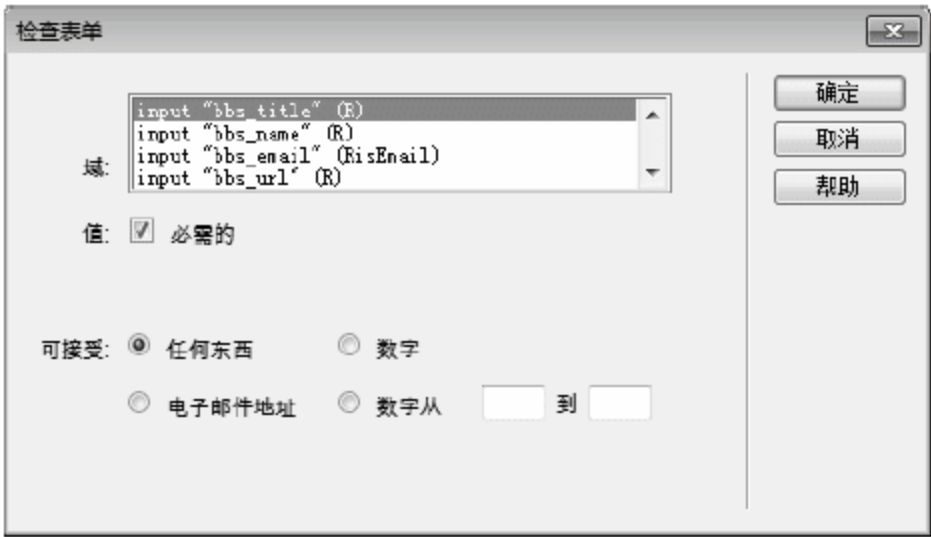 检查表单
input "bbs_title" (R)
input "bbs_name" (R)
input "bbs_email" (RisEmail)
input "bbs_url" (R)
域:
值: 必需的
可接受: 任何东西 数字
电子邮件地址 数字从 到
确定
取消
帮助